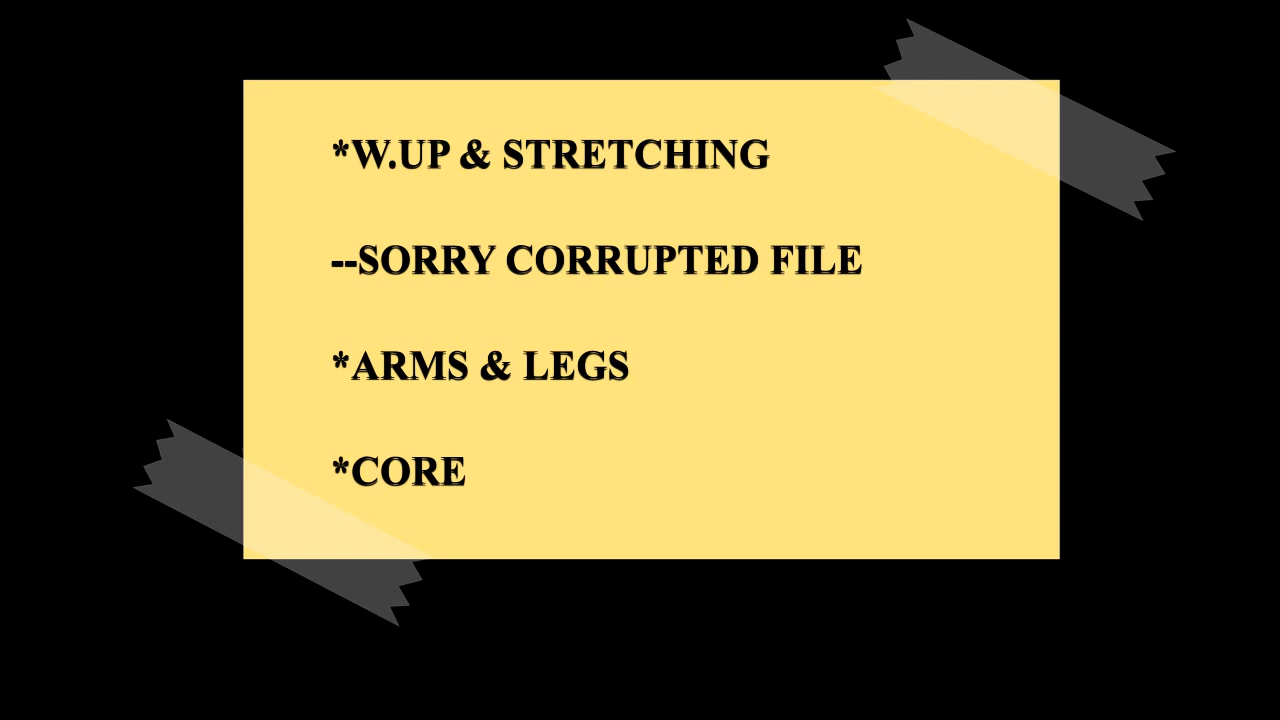 *W.UP & STRETCHING
--SORRY CORRUPTED FILE
*ARMS & LEGS
*CORE